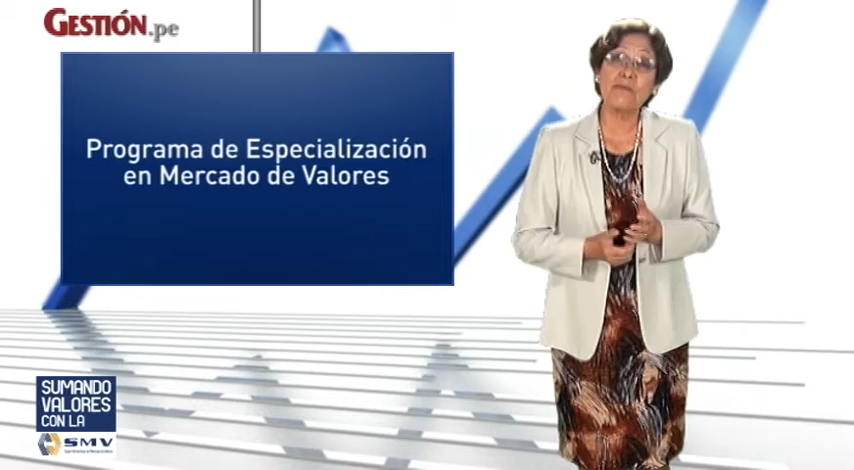 GESTIÓN.pe
Programa de Especialización
en Mercado de Valores
SUMANDO
VALORES
CON LA
SMV